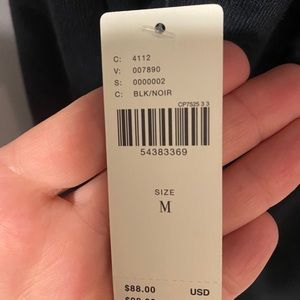 C: 4112
V: 007890
S: 0000002
C: BLK/NOIR
CP7525 3 3
54383369
SIZE
M
$88.00 USD